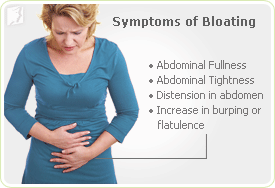 Symptoms of Bloating
• Abdominal Fullness
• Abdominal Tightness
• Distension in abdomen
• Increase in burping or
flatulence